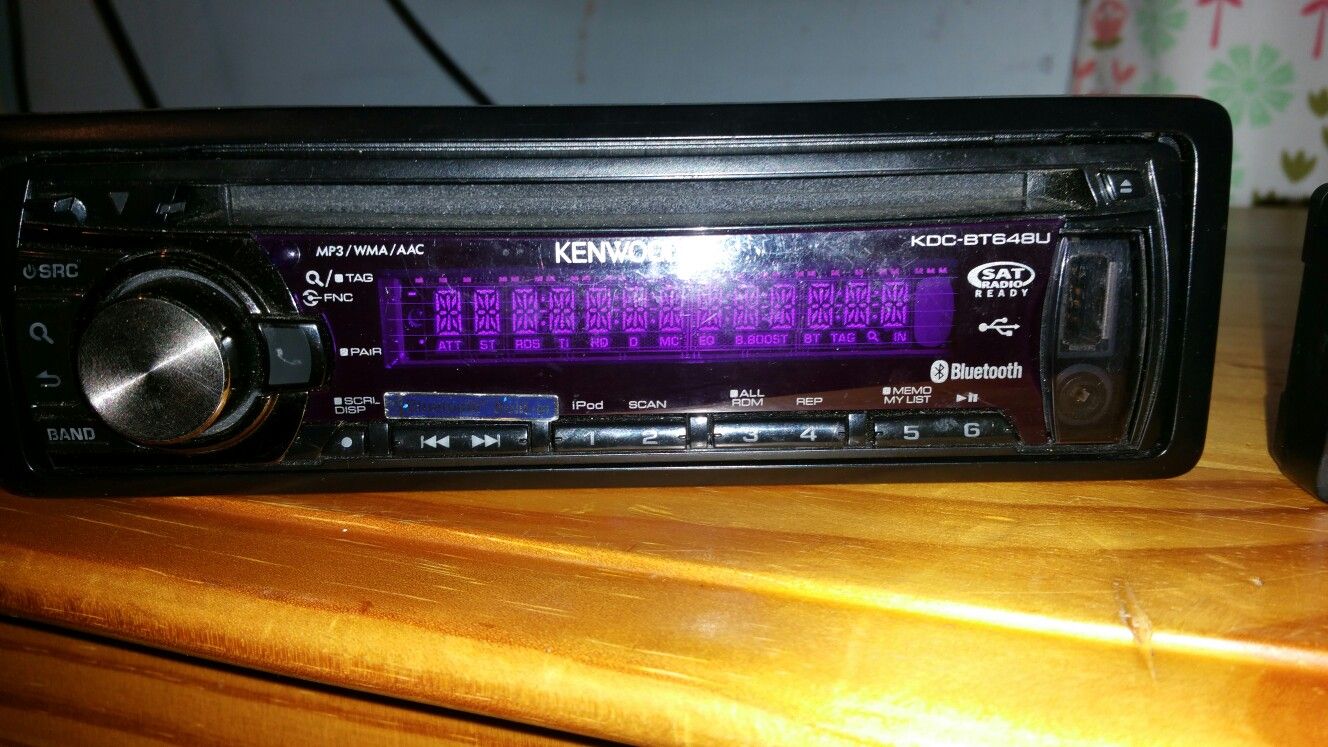 SRC
MP3/WMA/AAC
KENWOOD
KDC-BT648U
TAG
FNC
SAT
RADIO
READY
ATT ST RDS TI HD D MC EQ B.BOOST BT TAG IN
PAIR
Bluetooth
SCRL
DISP
iPod SCAN
ALL
RDM
REP
MEMO
MY LIST
BAND
1 2 3 4 5 6